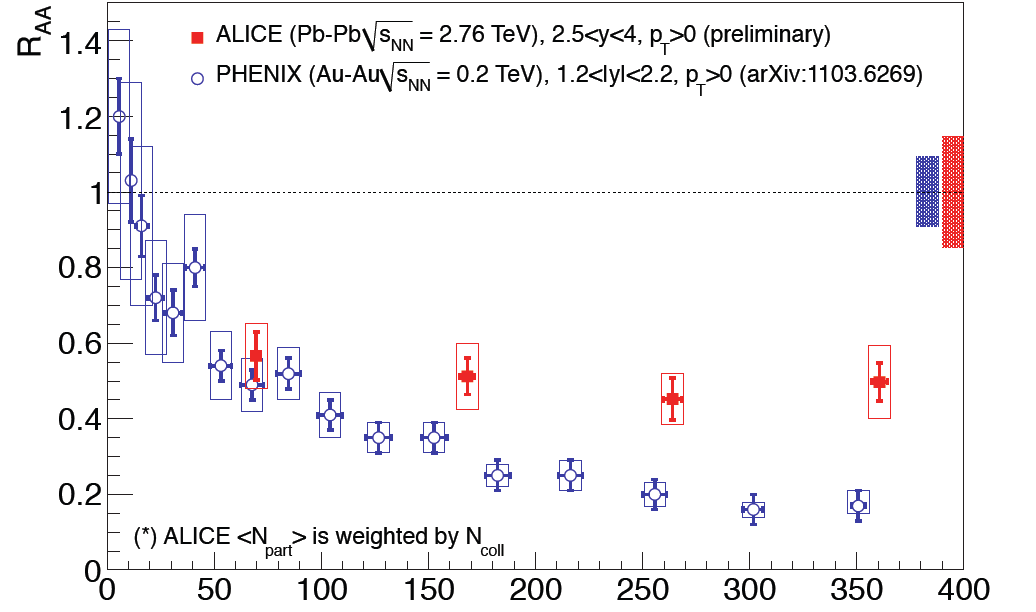 R_AA
ALICE (Pb-Pb√s_NN = 2.76 TeV), 2.5<y<4, p_T>0 (preliminary)
PHENIX (Au-Au√s_NN = 0.2 TeV), 1.2<|y|<2.2, p_T>0 (arXiv:1103.6269)
1.4
1.2
1
0.8
0.6
0.4
0.2
0
(*) ALICE <N_part> is weighted by N_coll
0 50 100 150 200 250 300 350 400